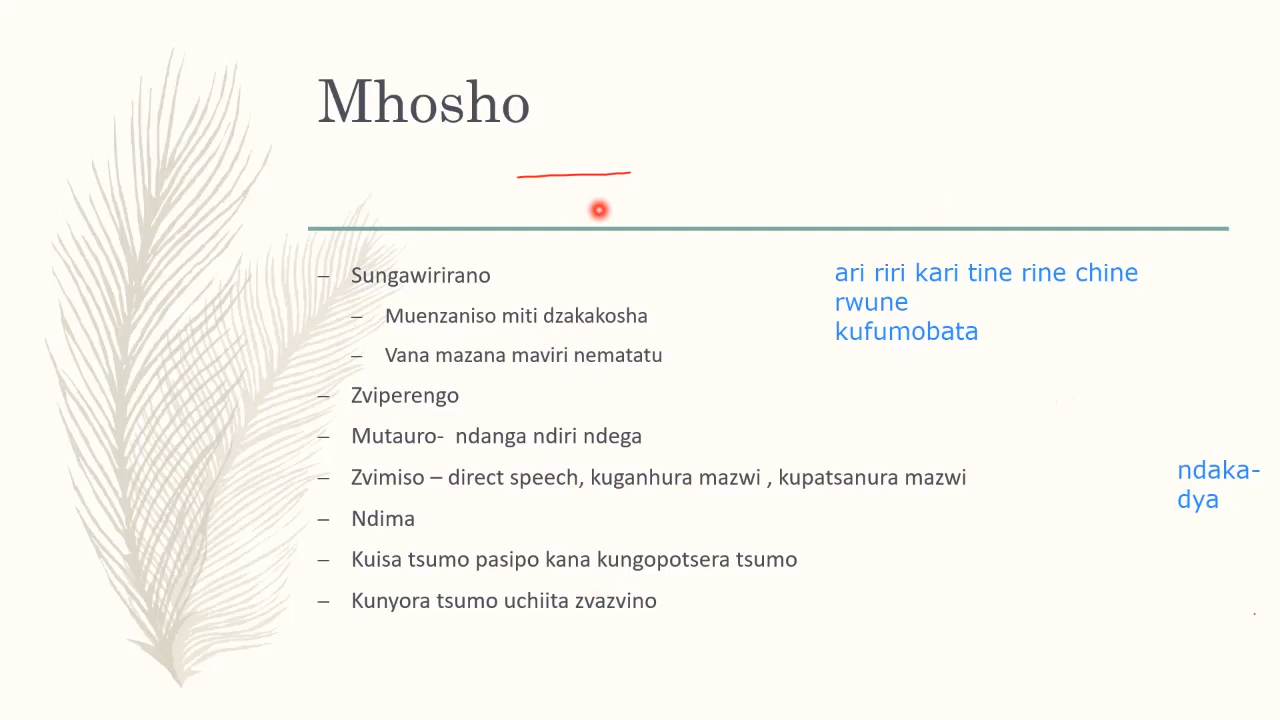 Mhosho
– Sungawirirano
– Muenzaniso miti dzakakosha
– Vana mazana maviri nematatu
– Zviperengo
– Mutauro- ndanga ndiri ndega
– Zvimiso – direct speech, kuganhura mazwi , kupatsanura mazwi
– Ndima
– Kuisa tsumo pasipo kana kungopotsera tsumo
– Kunyora tsumo uchiita zvazvino
ari riri kari tine rine chine
rwune
kufumobata
ndaka-
dya